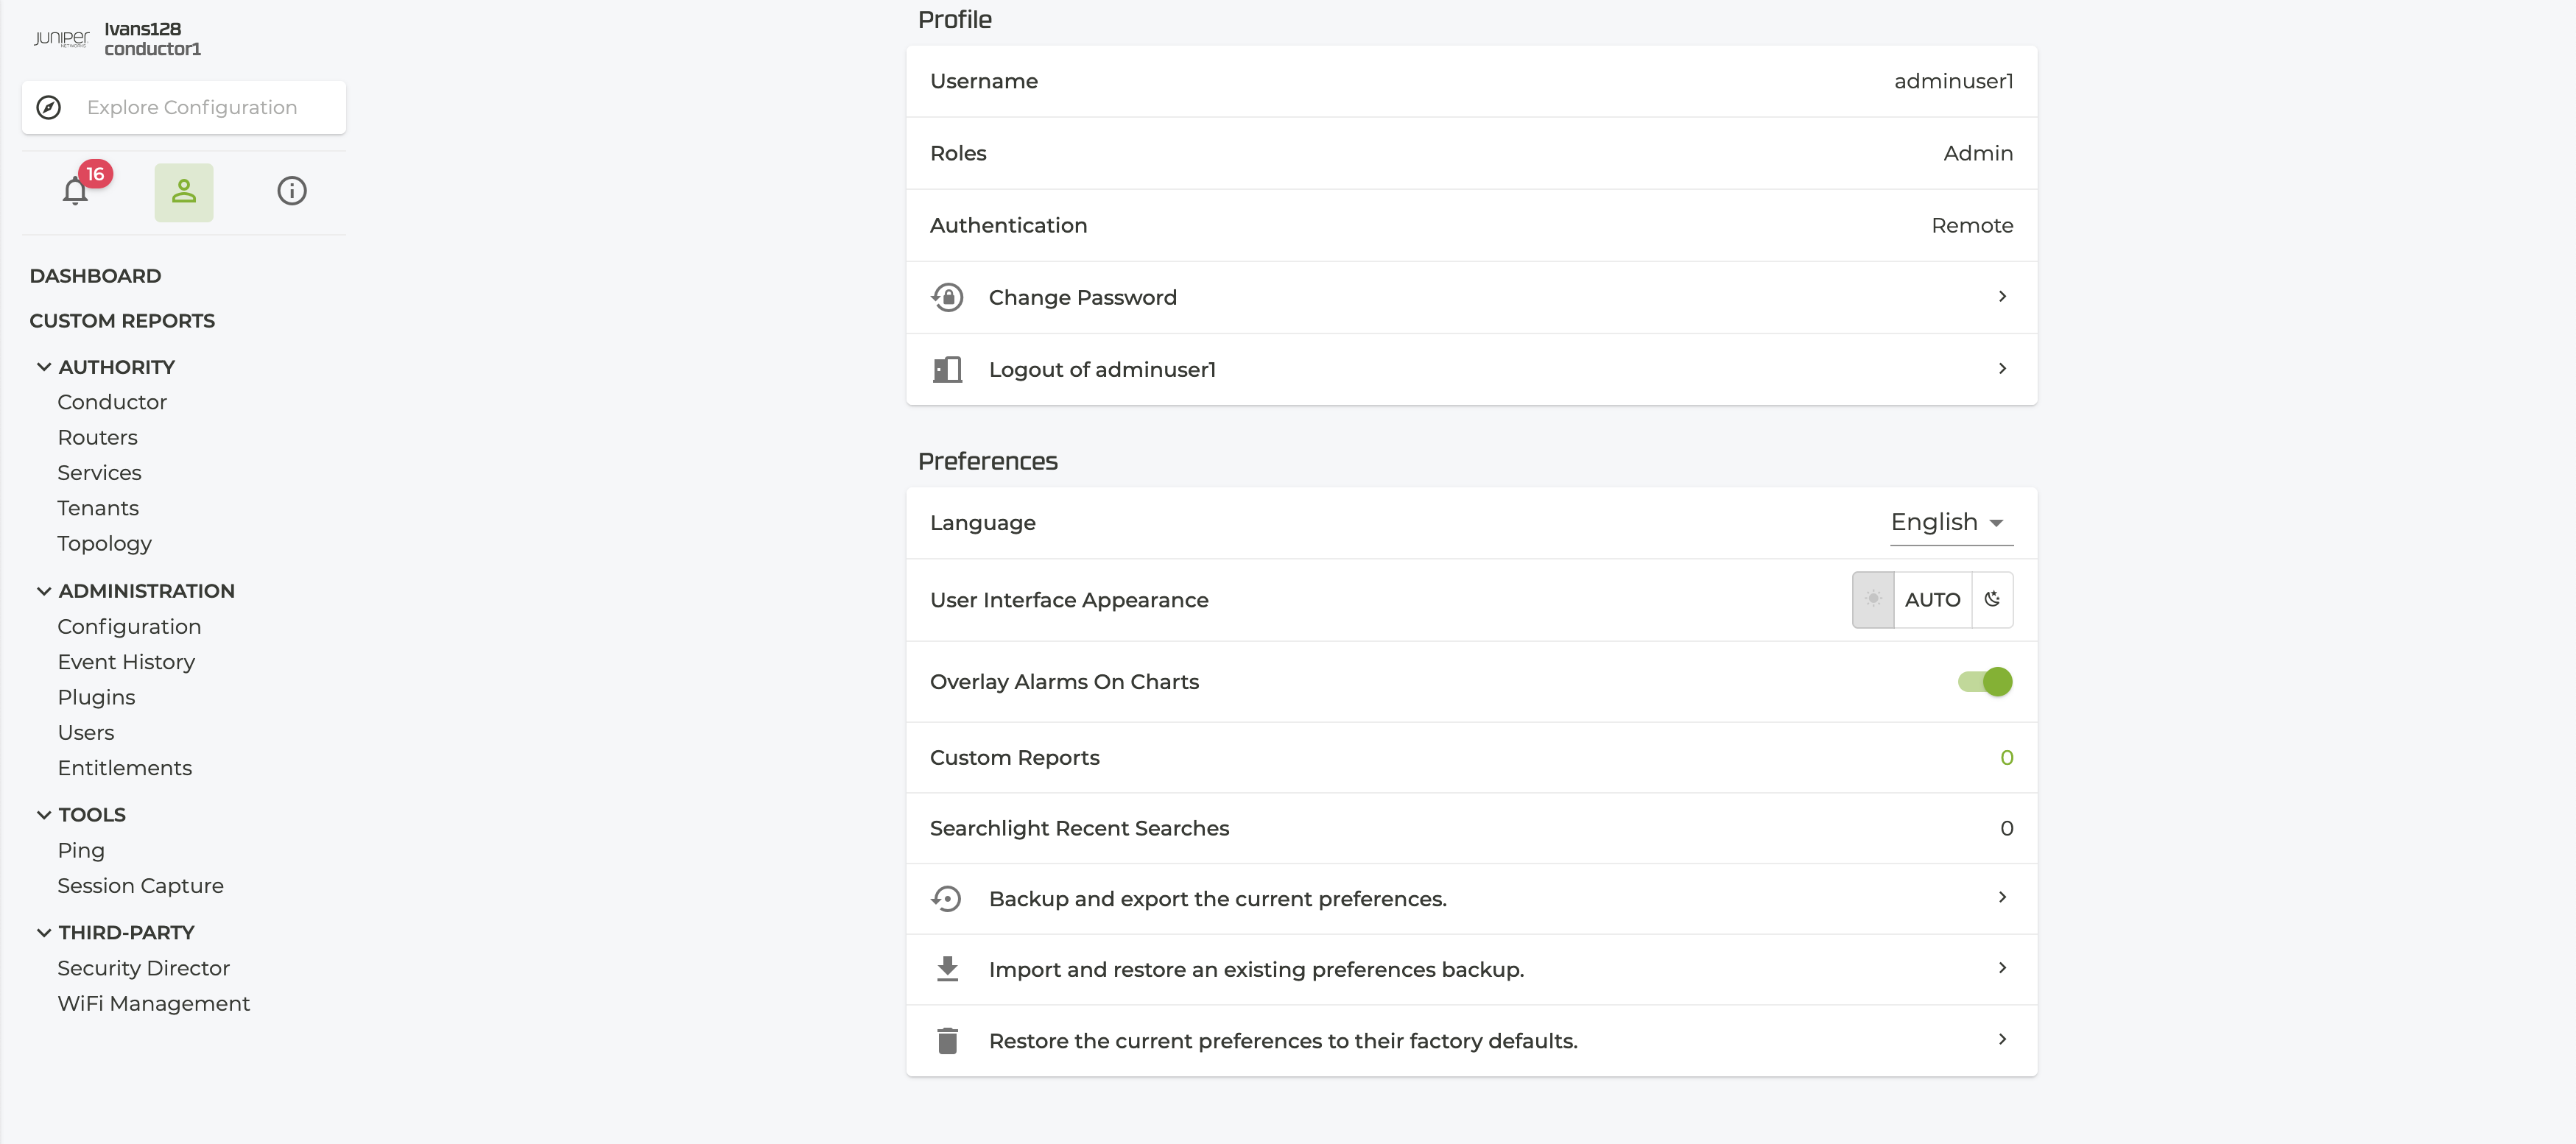 JUNIPER
NETWORKS
Ivans128
conductor1
Explore Configuration
16
DASHBOARD
CUSTOM REPORTS
AUTHORITY
Conductor
Routers
Services
Tenants
Topology
ADMINISTRATION
Configuration
Event History
Plugins
Users
Entitlements
TOOLS
Ping
Session Capture
THIRD-PARTY
Security Director
WiFi Management
Profile
Username adminuser1
Roles Admin
Authentication Remote
Change Password
Logout of adminuser1
Preferences
Language English
User Interface Appearance AUTO
Overlay Alarms On Charts
Custom Reports 0
Searchlight Recent Searches 0
Backup and export the current preferences.
Import and restore an existing preferences backup.
Restore the current preferences to their factory defaults.